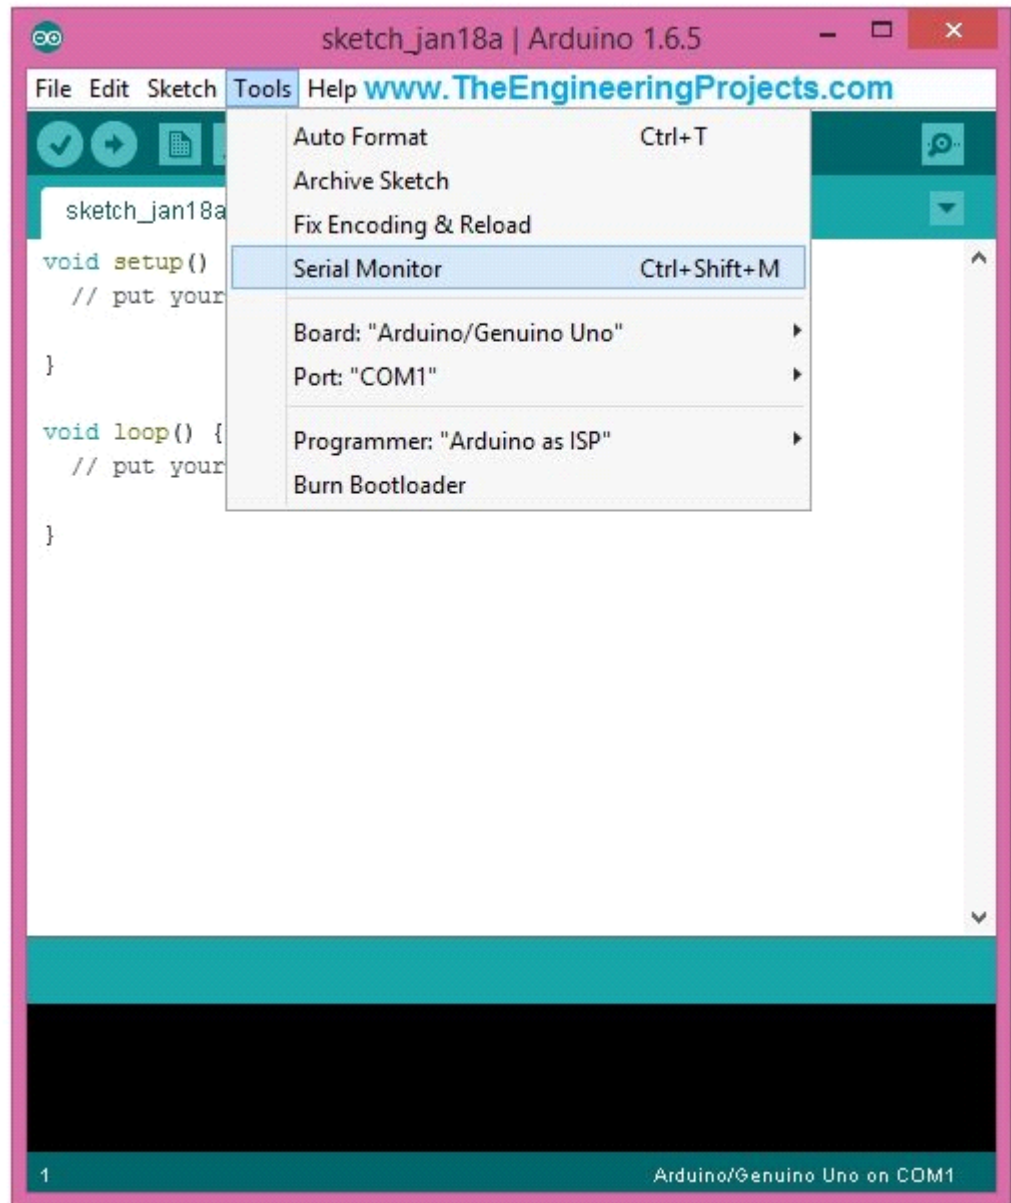 sketch_jan18a | Arduino 1.6.5
File Edit Sketch Tools Help www.TheEngineeringProjects.com
Auto Format Ctrl+T
Archive Sketch
sketch_jan18a
Fix Encoding & Reload
void setup()
Serial Monitor Ctrl+Shift+M
// put your
Board: "Arduino/Genuino Uno"
}
Port: "COM1"
void loop() {
Programmer: "Arduino as ISP"
// put your
Burn Bootloader
}
1 Arduino/Genuino Uno on COM1